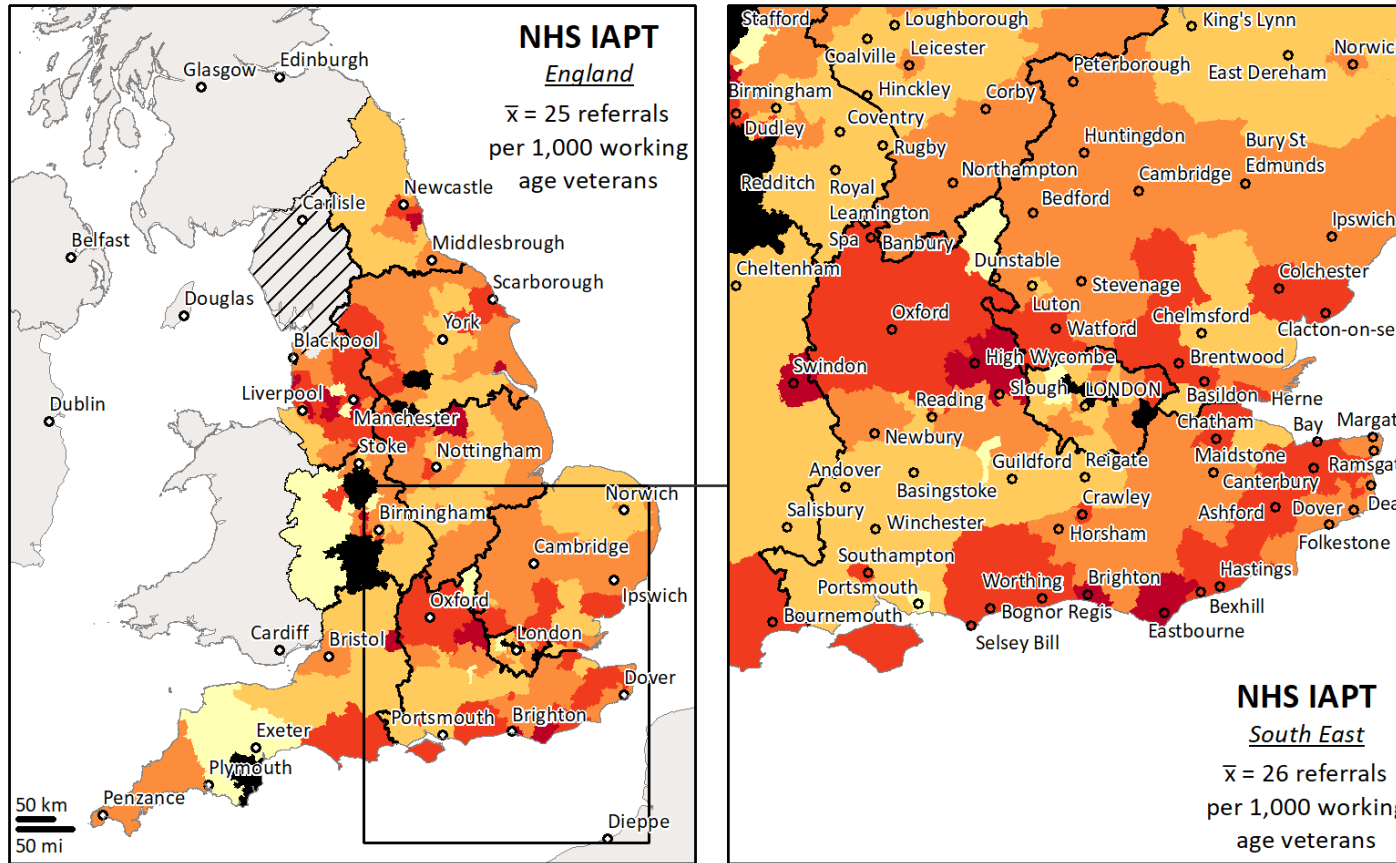 NHS IAPT
England
x̅ = 25 referrals
per 1,000 working
age veterans
Edinburgh
Glasgow
Newcastle
Carlisle
Belfast
Middlesbrough
Scarborough
Douglas
York
Blackpool
Liverpool
Dublin
Manchester
Stoke
Nottingham
Norwich
Birmingham
Cambridge
Ipswich
Oxford
Cardiff
Bristol
London
Dover
Portsmouth
Brighton
Exeter
Plymouth
Penzance
50 km
50 mi
Dieppe
Stafford
Loughborough
King's Lynn
Coalville
Leicester
Norwic
East Dereham
Peterborough
Birmingham
Hinckley
Corby
Dudley
Coventry
Rugby
Huntingdon
Bury St
Edmunds
Redditch
Royal
Leamington
Spa
Northampton
Cambridge
Bedford
Ipswich
Banbury
Cheltenham
Dunstable
Colchester
Stevenage
Luton
Oxford
Watford
Chelmsford
Clacton-on-se
Swindon
High Wycombe
Brentwood
Slough
LONDON
Basildon
Herne
Bay
Reading
Chatham
Margat
Newbury
Andover
Guildford
Reigate
Maidstone
Ramsgat
Basingstoke
Canterbury
Crawley
Salisbury
Winchester
Ashford
Dover
Dea
Horsham
Folkestone
Southampton
Hastings
Portsmouth
Worthing
Brighton
Bexhill
Bournemouth
Bognor Regis
Eastbourne
Selsey Bill
NHS IAPT
South East
x̅ = 26 referrals
per 1,000 working
age veterans